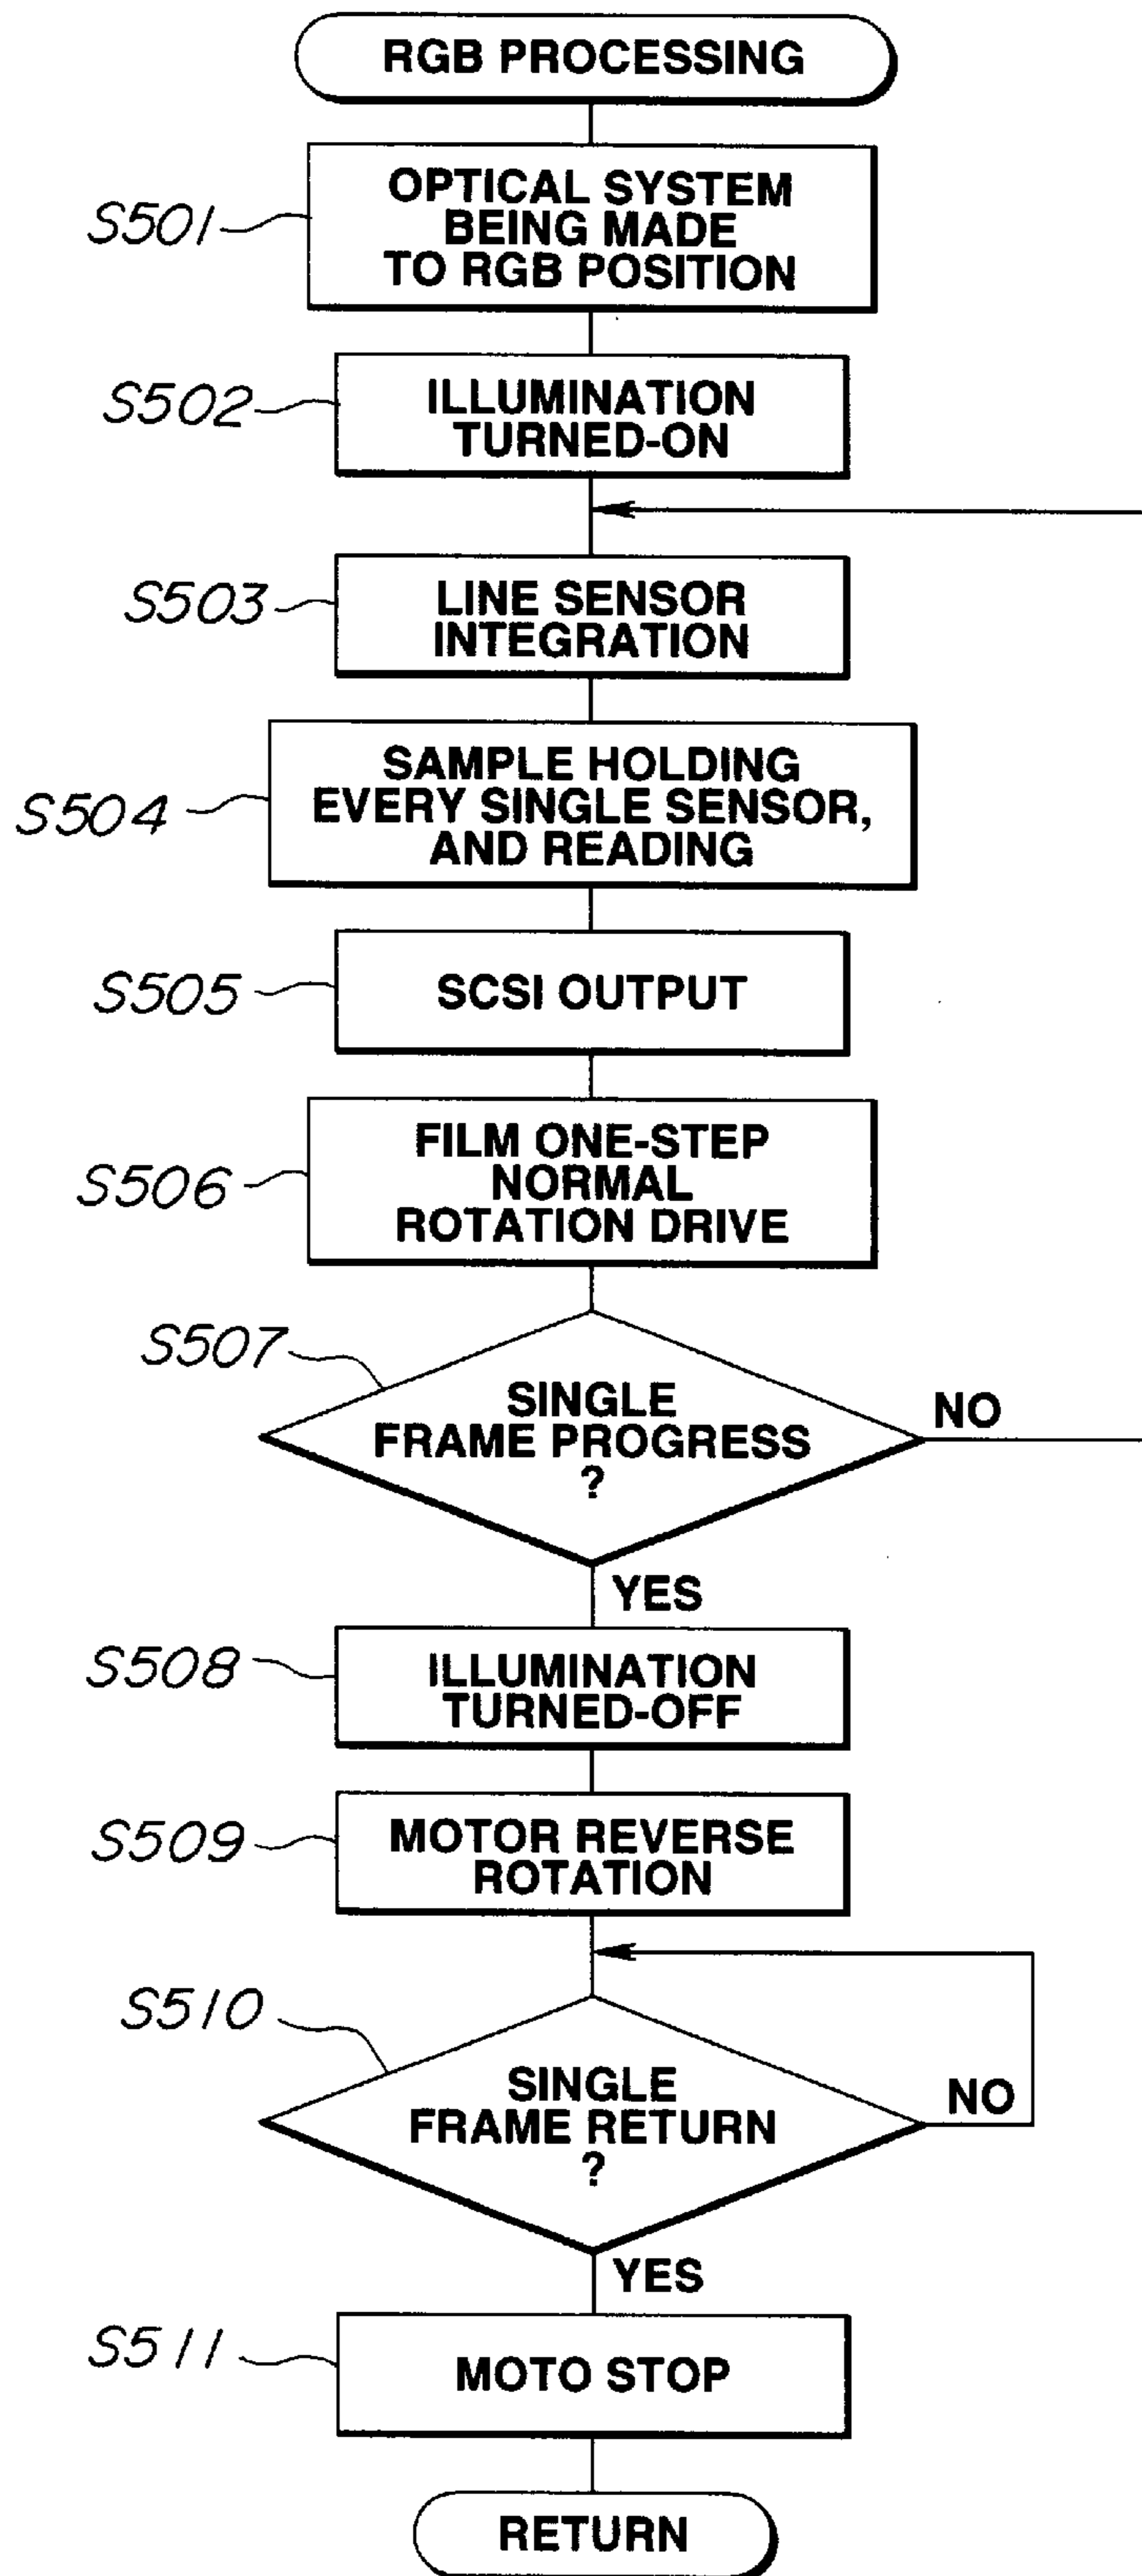 RGB PROCESSING
S501
OPTICAL SYSTEM
BEING MADE
TO RGB POSITION
S502
ILLUMINATION
TURNED-ON
S503
LINE SENSOR
INTEGRATION
S504
SAMPLE HOLDING
EVERY SINGLE SENSOR,
AND READING
S505
SCSI OUTPUT
S506
FILM ONE-STEP
NORMAL
ROTATION DRIVE
S507
SINGLE
FRAME PROGRESS
?
NO
YES
S508
ILLUMINATION
TURNED-OFF
S509
MOTOR REVERSE
ROTATION
S510
SINGLE
FRAME RETURN
?
NO
YES
S511
MOTO STOP
RETURN